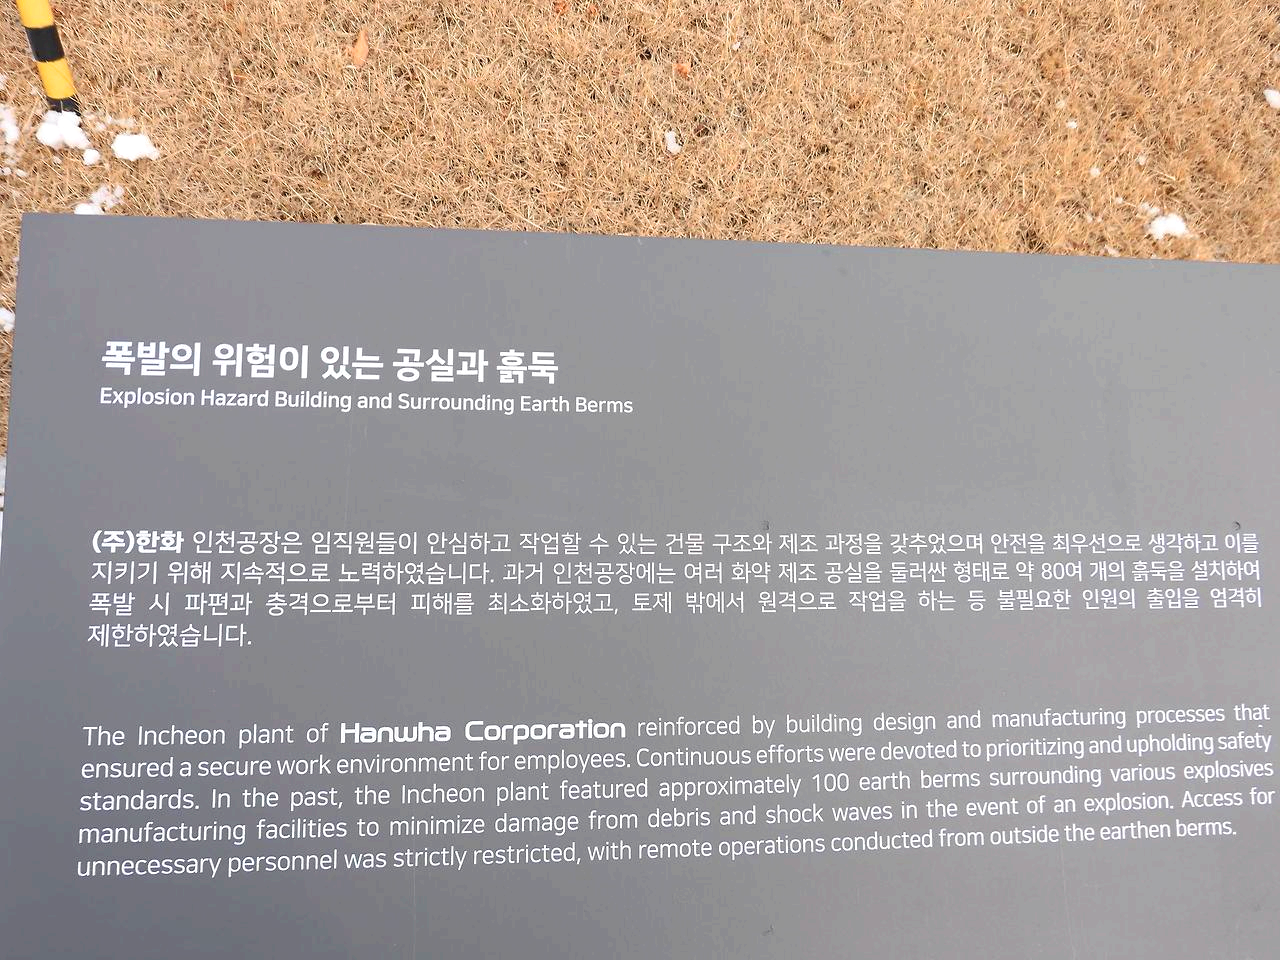 폭발의 위험이 있는 공실과 흙둑
Explosion Hazard Building and Surrounding Earth Berms
(주)한화 인천공장은 임직원들이 안심하고 작업할 수 있는 건물 구조와 제조 과정을 갖추었으며 안전을 최우선으로 생각하고 이를
지키기 위해 지속적으로 노력하였습니다. 과거 인천공장에는 여러 화약 제조 공실을 둘러싼 형태로 약 80여 개의 흙둑을 설치하여
폭발 시 파편과 충격으로부터 피해를 최소화하였고, 토제 밖에서 원격으로 작업을 하는 등 불필요한 인원의 출입을 엄격히
제한하였습니다.
The Incheon plant of Hanwha Corporation reinforced by building design and manufacturing processes that
ensured a secure work environment for employees. Continuous efforts were devoted to prioritizing and upholding safety
standards. In the past, the Incheon plant featured approximately 100 earth berms surrounding various explosives
manufacturing facilities to minimize damage from debris and shock waves in the event of an explosion. Access for
unnecessary personnel was strictly restricted, with remote operations conducted from outside the earthen berms.